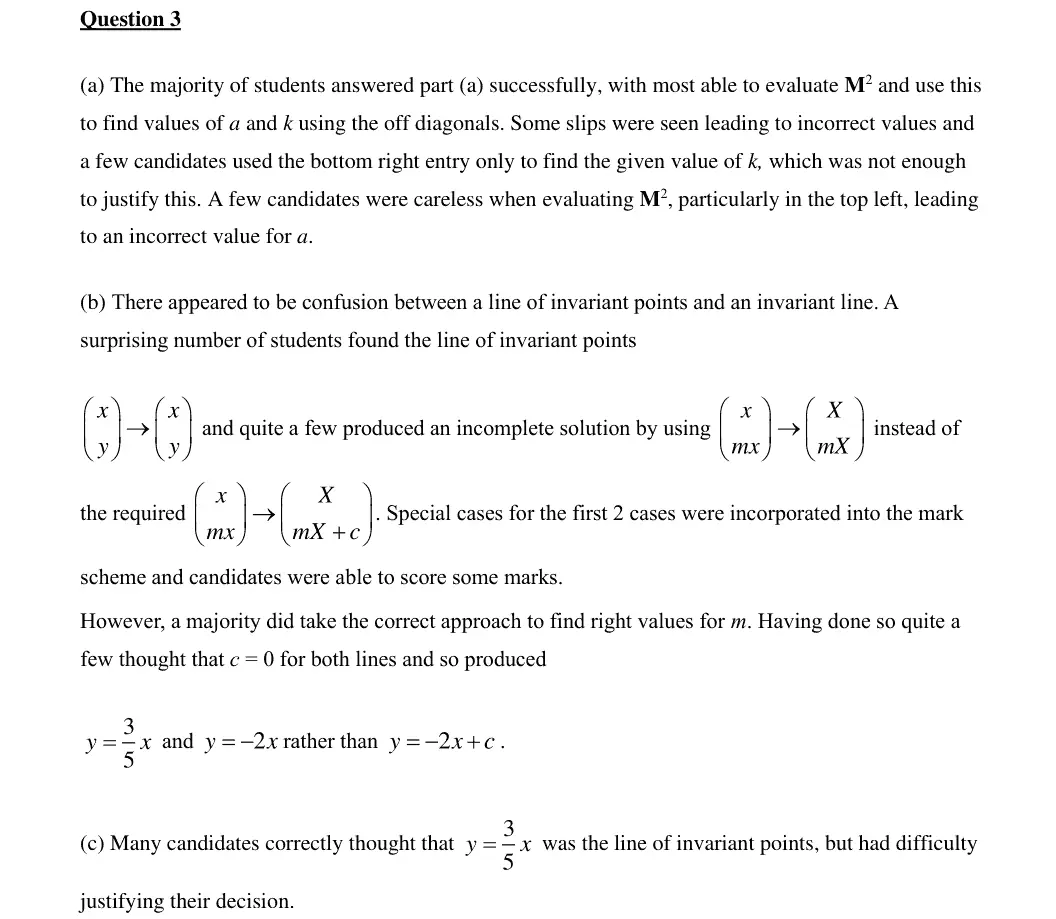 Question 3
(a) The majority of students answered part (a) successfully, with most able to evaluate M² and use this
to find values of a and k using the off diagonals. Some slips were seen leading to incorrect values and
a few candidates used the bottom right entry only to find the given value of k, which was not enough
to justify this. A few candidates were careless when evaluating M², particularly in the top left, leading
to an incorrect value for a.
(b) There appeared to be confusion between a line of invariant points and an invariant line. A
surprising number of students found the line of invariant points
(x y) → (x y) and quite a few produced an incomplete solution by using (x mx) → (X mX) instead of
the required (x mx) → (X mX + c). Special cases for the first 2 cases were incorporated into the mark
scheme and candidates were able to score some marks.
However, a majority did take the correct approach to find right values for m. Having done so quite a
few thought that c = 0 for both lines and so produced
y = 3/5 x and y = −2x rather than y = −2x + c .
(c) Many candidates correctly thought that y = 3/5 x was the line of invariant points, but had difficulty
justifying their decision.